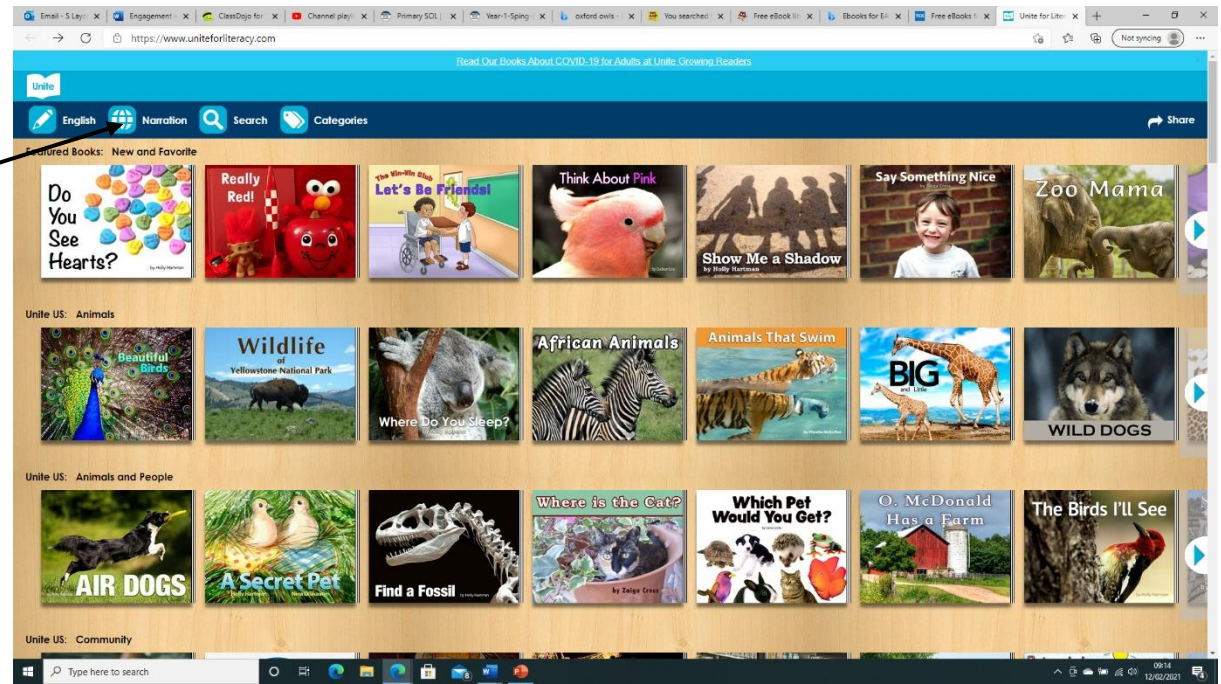 Email - S Layo
Engagement
ClassDojo for
Channel playli
Primary SOL |
Year-1-Sping-
oxford owls -
You searched
Free eBook lib
Ebooks for EA
Free eBooks f
Unite for Liter
https://www.uniteforliteracy.com
Not syncing
Read Our Books About COVID-19 for Adults at Unite Growing Readers
Unite
English Narration Search Categories Share
Featured Books: New and Favorite
Do
You
See
Hearts?
by Holly Hartman
Really
Red!
The Win-Win Club
Let's Be Friends!
Think About Pink
Show Me a Shadow
by Holly Hartman
Say Something Nice
Zoo Mama
Unite US: Animals
Beautiful
Birds
Wildlife
of
Yellowstone National Park
Where Do You Sleep?
African Animals
Animals That Swim
BIG
and Little
WILD DOGS
Unite US: Animals and People
AIR DOGS
A Secret Pet
Holly Hartman
Find a Fossil
by Holly Hartman
Where is the Cat?
by Zaiga Cress
Which Pet
Would You Get?
O. McDonald
Has a Farm
The Birds I'll See
Unite US: Community
Type here to search
09:14
12/02/2021